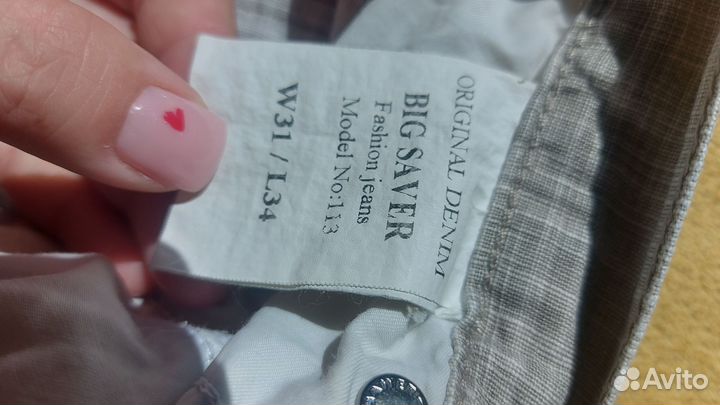 ORIGINAL DENIM
BIG SAVER
Fashion jeans
Model No:113
W31 / L34
Avito